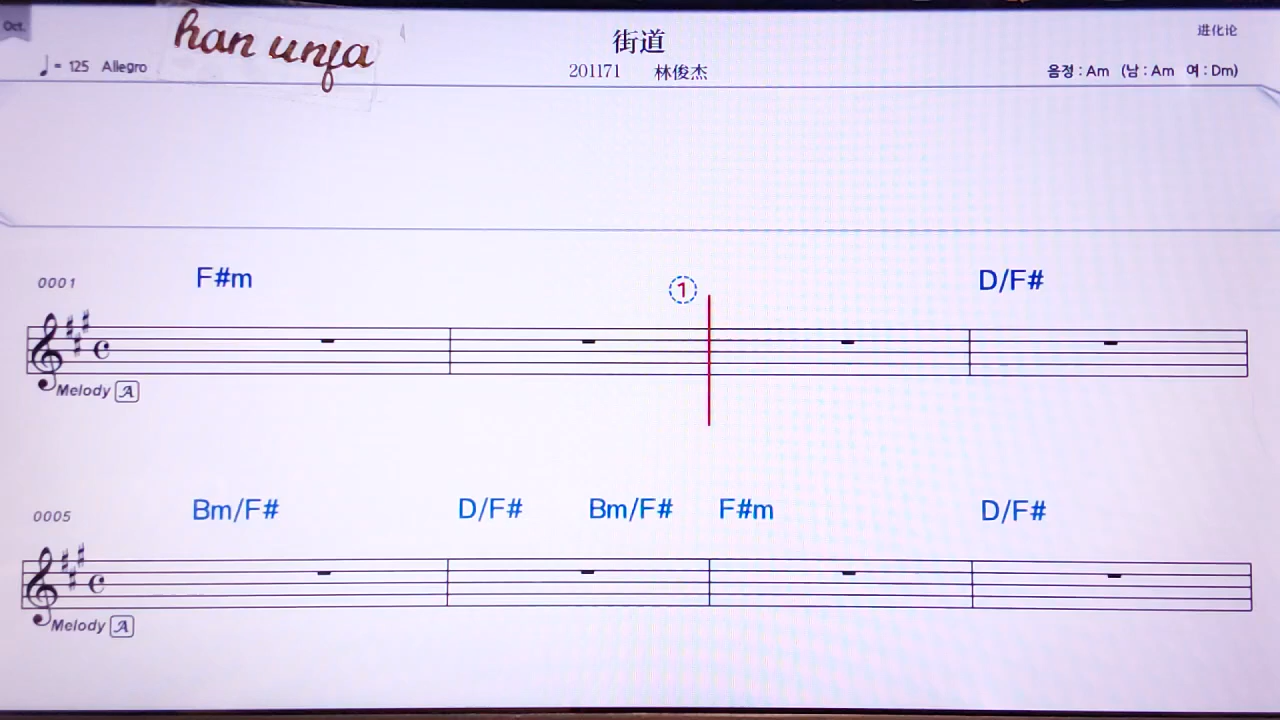 Oct.
han unfa
街道
进化论
♩= 125 Allegro
201171 林俊杰
음정 : Am (남 : Am 여 : Dm)
0001 F#m ① D/F#
Melody A
0005 Bm/F# D/F# Bm/F# F#m D/F#
Melody A